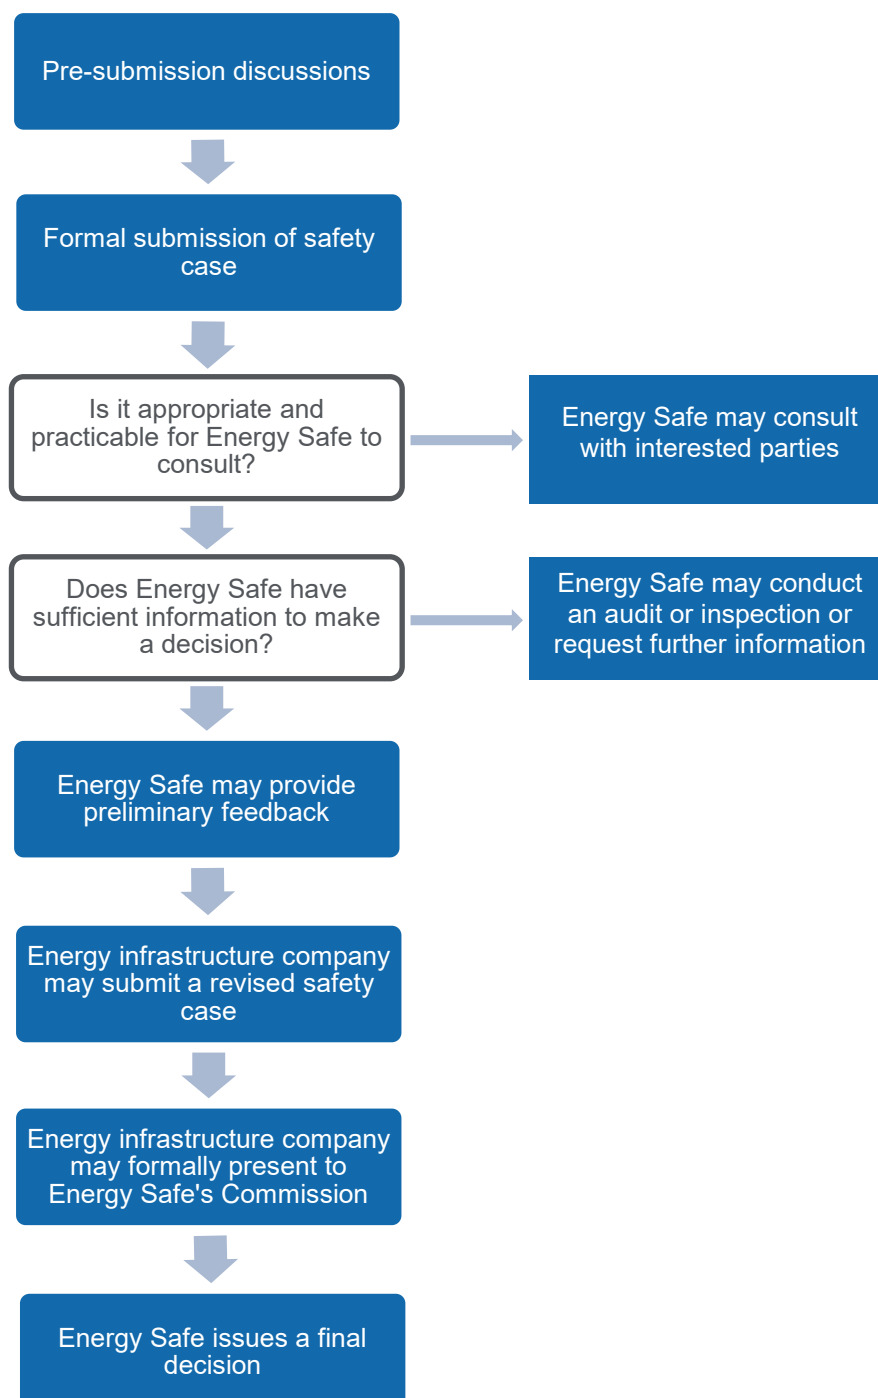 Pre-submission discussions
Formal submission of safety
case
Is it appropriate and
practicable for Energy Safe to
consult?
Energy Safe may consult
with interested parties
Does Energy Safe have
sufficient information to make
a decision?
Energy Safe may conduct
an audit or inspection or
request further information
Energy Safe may provide
preliminary feedback
Energy infrastructure company
may submit a revised safety
case
Energy infrastructure company
may formally present to
Energy Safe's Commission
Energy Safe issues a final
decision